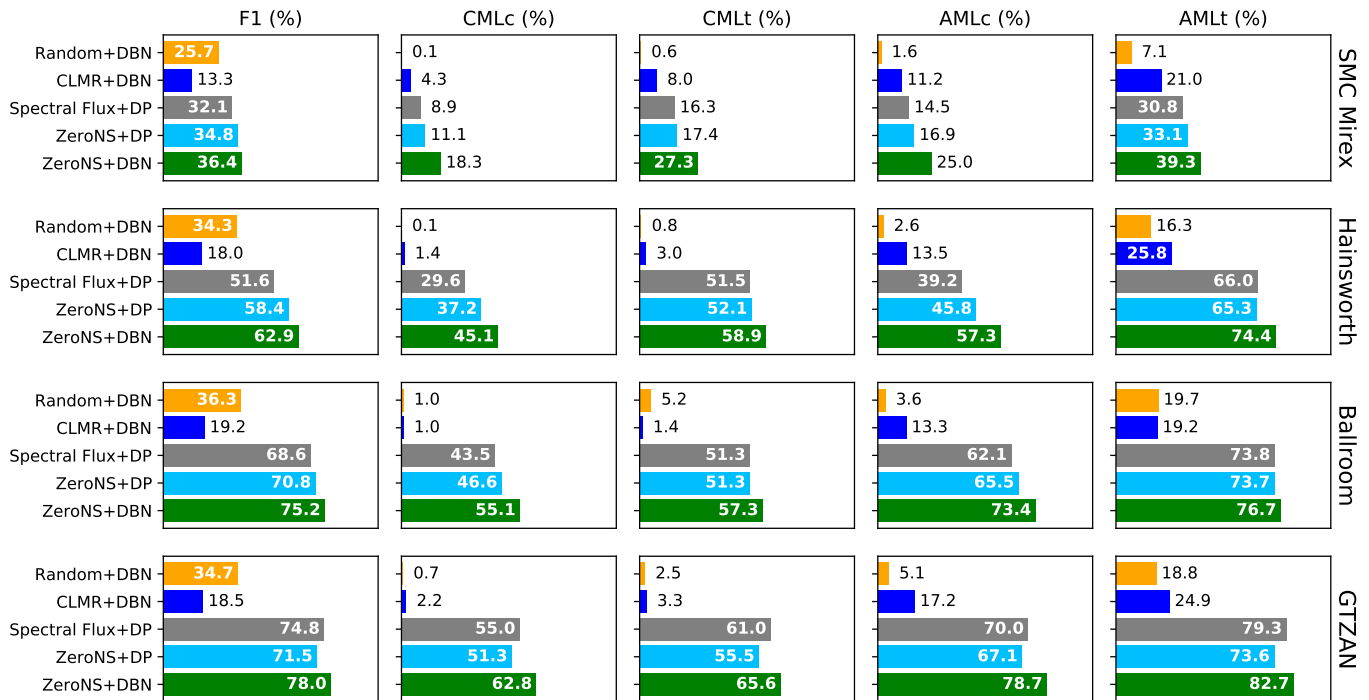 F1 (%) CMLc (%) CMLt (%) AMLc (%) AMLt (%)
Random+DBN 25.7 0.1 0.6 1.6 7.1
CLMR+DBN 13.3 4.3 8.0 11.2 21.0
Spectral Flux+DP 32.1 8.9 16.3 14.5 30.8
ZeroNS+DP 34.8 11.1 17.4 16.9 33.1
ZeroNS+DBN 36.4 18.3 27.3 25.0 39.3
SMC Mirex
Random+DBN 34.3 0.1 0.8 2.6 16.3
CLMR+DBN 18.0 1.4 3.0 13.5 25.8
Spectral Flux+DP 51.6 29.6 51.5 39.2 66.0
ZeroNS+DP 58.4 37.2 52.1 45.8 65.3
ZeroNS+DBN 62.9 45.1 58.9 57.3 74.4
Hainsworth
Random+DBN 36.3 1.0 5.2 3.6 19.7
CLMR+DBN 19.2 1.0 1.4 13.3 19.2
Spectral Flux+DP 68.6 43.5 51.3 62.1 73.8
ZeroNS+DP 70.8 46.6 51.3 65.5 73.7
ZeroNS+DBN 75.2 55.1 57.3 73.4 76.7
Ballroom
Random+DBN 34.7 0.7 2.5 5.1 18.8
CLMR+DBN 18.5 2.2 3.3 17.2 24.9
Spectral Flux+DP 74.8 55.0 61.0 70.0 79.3
ZeroNS+DP 71.5 51.3 55.5 67.1 73.6
ZeroNS+DBN 78.0 62.8 65.6 78.7 82.7
GTZAN